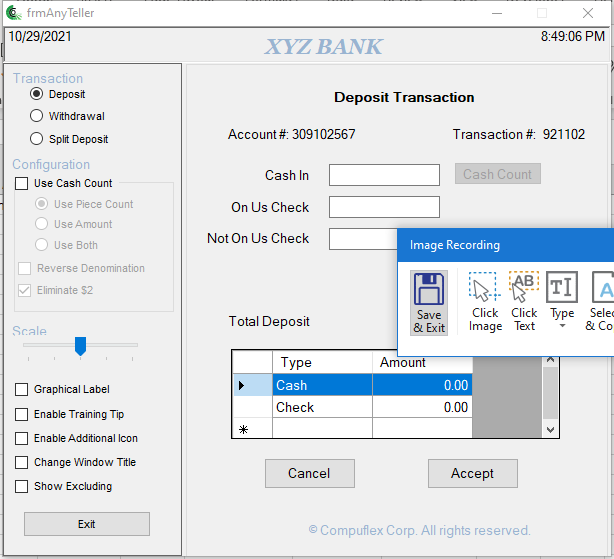 frmAnyTeller
10/29/2021
XYZ BANK
8:49:06 PM
Transaction
Deposit
Withdrawal
Split Deposit
Configuration
Use Cash Count
Use Piece Count
Use Amount
Use Both
Reverse Denomination
Eliminate $2
Scale
Graphical Label
Enable Training Tip
Enable Additional Icon
Change Window Title
Show Excluding
Exit
Deposit Transaction
Account #: 309102567 Transaction #: 921102
Cash In Cash Count
On Us Check
Not On Us Check
Image Recording
Save
& Exit
Click
Image
Click
Text
Type
Total Deposit
Type Amount
Cash 0.00
Check 0.00
Cancel Accept
© Compuflex Corp. All rights reserved.